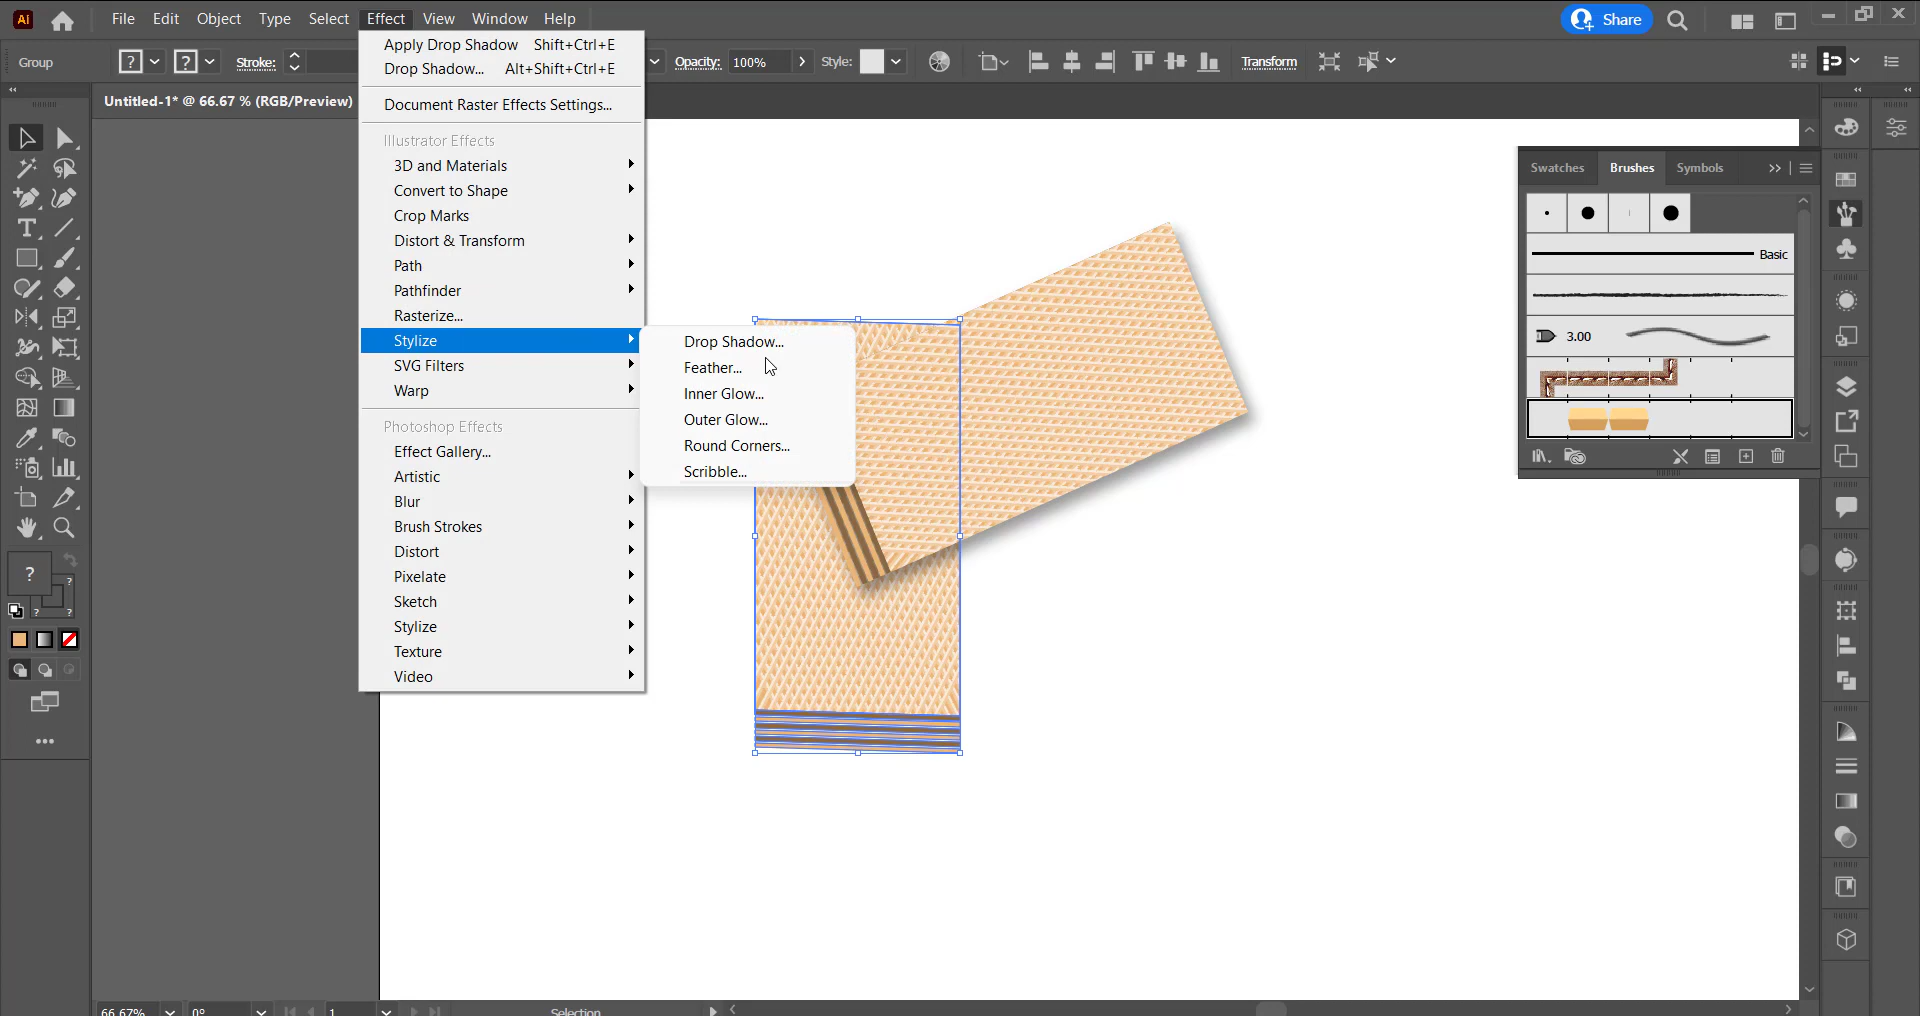 Ai File Edit Object Type Select Effect View Window Help Share
Group ? ? Stroke: Opacity: 100% Style: Transform
Untitled-1* @ 66.67 % (RGB/Preview)
Apply Drop Shadow Shift+Ctrl+E
Drop Shadow... Alt+Shift+Ctrl+E
Document Raster Effects Settings...
Illustrator Effects
3D and Materials
Convert to Shape
Crop Marks
Distort & Transform
Path
Pathfinder
Rasterize...
Stylize
SVG Filters
Warp
Photoshop Effects
Effect Gallery...
Artistic
Blur
Brush Strokes
Distort
Pixelate
Sketch
Stylize
Texture
Video
Drop Shadow...
Feather...
Inner Glow...
Outer Glow...
Round Corners...
Scribble...
Swatches Brushes Symbols
Basic
3.00
?
?
? ?
66.67% 0° 1 Selection